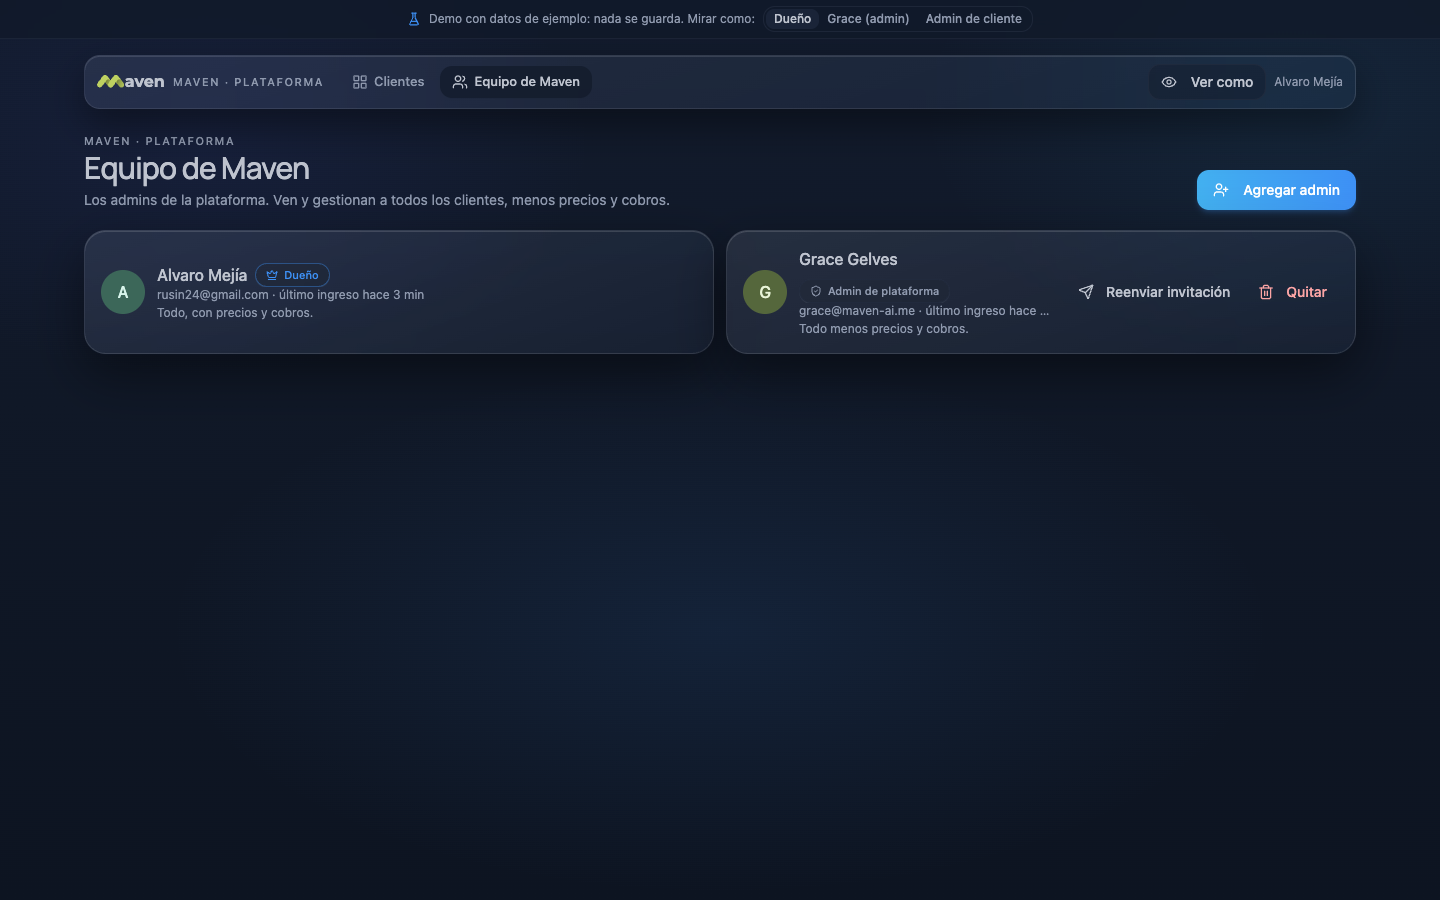 Demo con datos de ejemplo: nada se guarda. Mirar como: Dueño Grace (admin) Admin de cliente
Maven MAVEN · PLATAFORMA Clientes Equipo de Maven Ver como Alvaro Mejía
MAVEN · PLATAFORMA
Equipo de Maven
Los admins de la plataforma. Ven y gestionan a todos los clientes, menos precios y cobros.
Agregar admin
A
Alvaro Mejía Dueño
rusin24@gmail.com · último ingreso hace 3 min
Todo, con precios y cobros.
G
Grace Gelves
Admin de plataforma
grace@maven-ai.me · último ingreso hace ...
Todo menos precios y cobros.
Reenviar invitación
Quitar